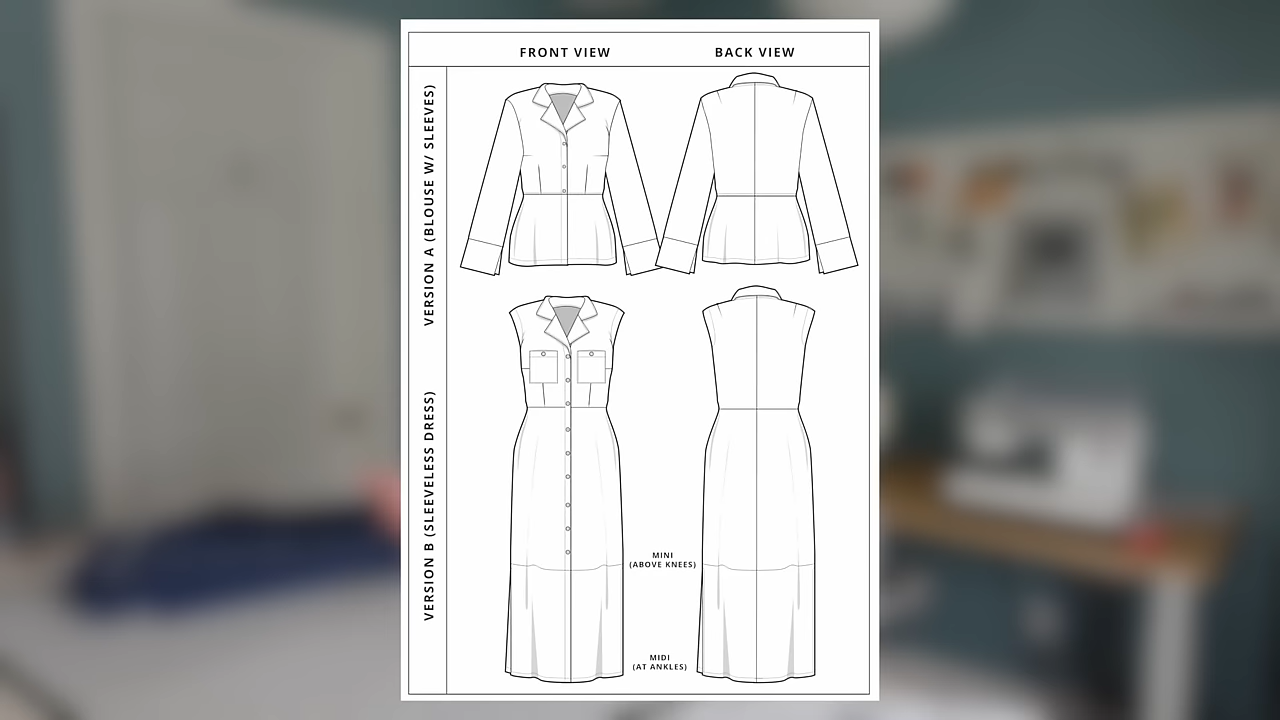 FRONT VIEW
BACK VIEW
VERSION A (BLOUSE W/ SLEEVES)
VERSION B (SLEEVELESS DRESS)
MINI
(ABOVE KNEES)
MIDI
(AT ANKLES)